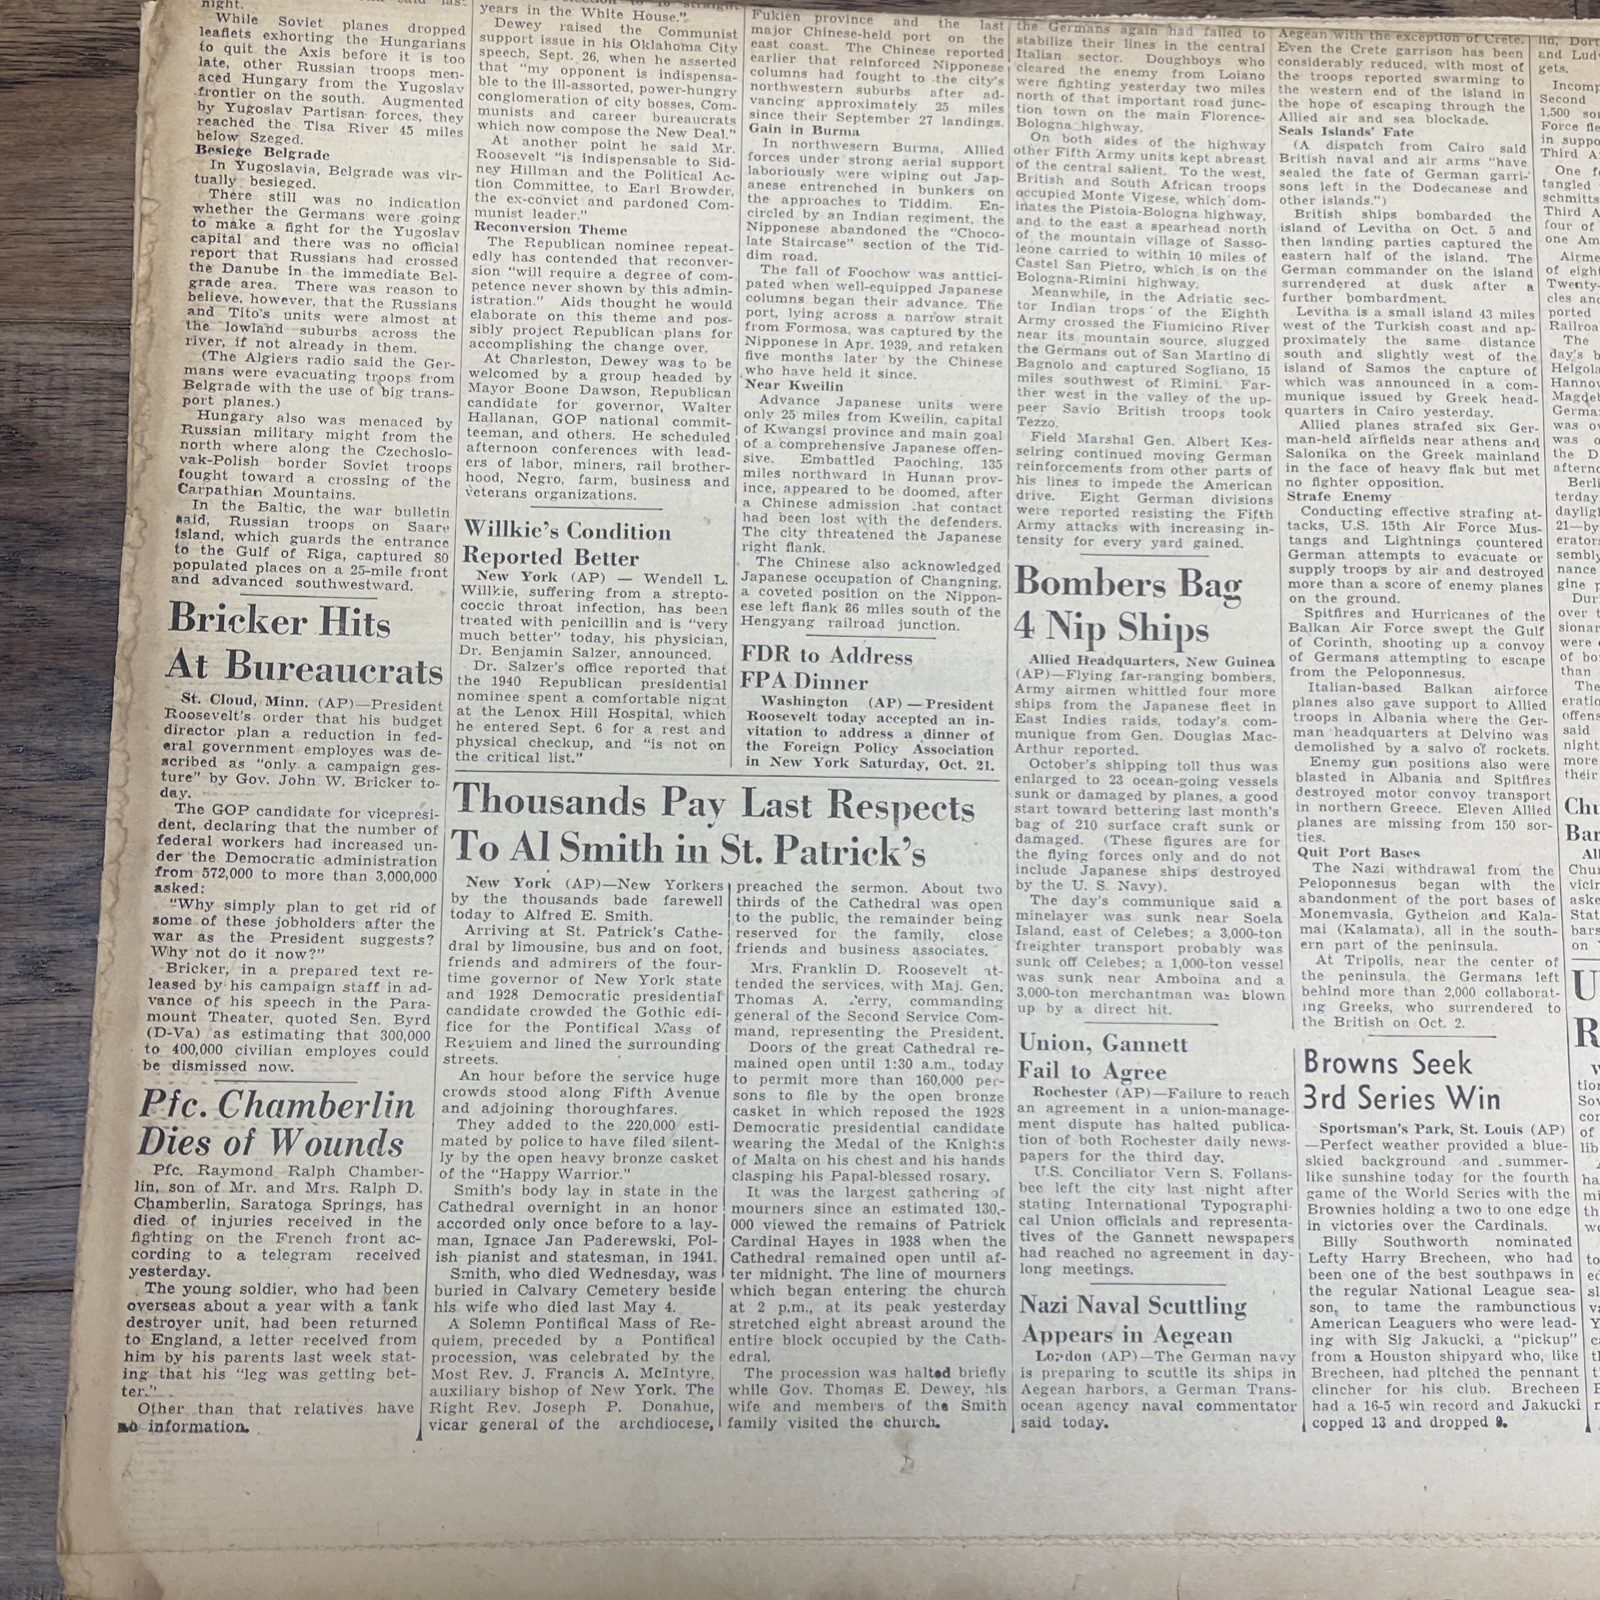 night.
While Soviet planes dropped
leaflets exhorting the Hungarians
to quit the Axis before it is too
late, other Russian troops men-
aced Hungary from the Yugoslav
frontier on the south. Augmented
by Yugoslav Partisan forces, they
reached the Tisa River 45 miles
below Szeged.
Besiege Belgrade
In Yugoslavia, Belgrade was vir-
tually besieged.
There still was no indication
whether the Germans were going
to make a fight for the Yugoslav
capital and there was no official
report that Russians had crossed
the Danube in the immediate Bel-
grade area. There was reason to
believe, however, that the Russians
and Tito's units were almost at
the lowland suburbs across the
river, if not already in them.
(The Algiers radio said the Ger-
mans were evacuating troops from
Belgrade with the use of big trans-
port planes.)
Hungary also was menaced by
Russian military might from the
north where along the Czechoslo-
vak-Polish border Soviet troops
fought toward a crossing of the
Carpathian Mountains.
In the Baltic, the war bulletin
said, Russian troops on Saare
Island, which guards the entrance
to the Gulf of Riga, captured 80
populated places on a 25-mile front
and advanced southwestward.
Bricker Hits
At Bureaucrats
St. Cloud, Minn. (AP)—President
Roosevelt's order that his budget
director plan a reduction in fed-
eral government employes was de-
scribed as "only a campaign ges-
ture" by Gov. John W. Bricker to-
day.
The GOP candidate for vicepresi-
dent, declaring that the number of
federal workers had increased un-
der the Democratic administration
from 572,000 to more than 3,000,000
asked:
"Why simply plan to get rid of
some of these jobholders after the
war as the President suggests?
Why not do it now?"
Bricker, in a prepared text re-
leased by his campaign staff in ad-
vance of his speech in the Para-
mount Theater, quoted Sen. Byrd
(D-Va) as estimating that 300,000
to 400,000 civilian employes could
be dismissed now.
Pfc. Chamberlin
Dies of Wounds
Pfc. Raymond Ralph Chamber-
lin, son of Mr. and Mrs. Ralph D.
Chamberlin, Saratoga Springs, has
died of injuries received in the
fighting on the French front ac-
cording to a telegram received
yesterday.
The young soldier, who had been
overseas about a year with a tank
destroyer unit, had been returned
to England, a letter received from
him by his parents last week stat-
ing that his "leg was getting bet-
ter."
Other than that relatives have
no information.
years in the White House."
Dewey raised the Communist
support issue in his Oklahoma City
speech, Sept. 26, when he asserted
that "my opponent is indispensa-
ble to the ill-assorted, power-hungry
conglomeration of city bosses, Com-
munists and career bureaucrats
which now compose the New Deal."
At another point he said Mr.
Roosevelt "is indispensable to Sid-
ney Hillman and the Political Ac-
tion Committee, to Earl Browder,
the ex-convict and pardoned Com-
munist leader."
Reconversion Theme
The Republican nominee repeat-
edly has contended that reconver-
sion "will require a degree of com-
petence never shown by this admin-
istration." Aids thought he would
elaborate on this theme and pos-
sibly project Republican plans for
accomplishing the change over.
At Charleston, Dewey was to be
welcomed by a group headed by
Mayor Boone Dawson, Republican
candidate for governor, Walter
Hallanan, GOP national commit-
teeman, and others. He scheduled
afternoon conferences with lead-
ers of labor, miners, rail brother-
hood, Negro, farm, business and
veterans organizations.
Willkie's Condition
Reported Better
New York (AP) — Wendell L.
Willkie, suffering from a strepto-
coccic throat infection, has been
treated with penicillin and is "very
much better" today, his physician,
Dr. Benjamin Salzer, announced.
Dr. Salzer's office reported that
the 1940 Republican presidential
nominee spent a comfortable night
at the Lenox Hill Hospital, which
he entered Sept. 6 for a rest and
physical checkup, and "is not on
the critical list."
Fukien province and the last
major Chinese-held port on the
east coast. The Chinese reported
earlier that reinforced Nipponese
columns had fought to the city's
northwestern suburbs after ad-
vancing approximately 25 miles
since their September 27 landings.
Gain in Burma
In northwesern Burma, Allied
forces under strong aerial support
laboriously were wiping out Jap-
anese entrenched in bunkers on
the approaches to Tiddim. En-
circled by an Indian regiment, the
Nipponese abandoned the "Choco-
late Staircase" section of the Tid-
dim road.
The fall of Foochow was anttici-
pated when well-equipped Japanese
columns began their advance. The
port, lying across a narrow strait
from Formosa, was captured by the
Nipponese in Apr. 1939, and retaken
five months later by the Chinese
who have held it since.
Near Kweilin
Advance Japanese units were
only 25 miles from Kweilin, capital
of Kwangsi province and main goal
of a comprehensive Japanese offen-
sive. Embattled Paoching, 135
miles northward in Hunan prov-
ince, appeared to be doomed, after
a Chinese admission that contact
had been lost with the defenders.
The city threatened the Japanese
right flank.
The Chinese also acknowledged
Japanese occupation of Changning,
a coveted position on the Nippon-
ese left flank 86 miles south of the
Hengyang railroad junction.
FDR to Address
FPA Dinner
Washington (AP) — President
Roosevelt today accepted an in-
vitation to address a dinner of
the Foreign Policy Association
in New York Saturday, Oct. 21.
Thousands Pay Last Respects
To Al Smith in St. Patrick's
New York (AP)—New Yorkers
by the thousands bade farewell
today to Alfred E. Smith.
Arriving at St. Patrick's Cathe-
dral by limousine, bus and on foot,
friends and admirers of the four-
time governor of New York state
and 1928 Democratic presidential
candidate crowded the Gothic edi-
fice for the Pontifical Mass of
Requiem and lined the surrounding
streets.
An hour before the service huge
crowds stood along Fifth Avenue
and adjoining thoroughfares.
They added to the 220,000 esti-
mated by police to have filed silent-
ly by the open heavy bronze casket
of the "Happy Warrior."
Smith's body lay in state in the
Cathedral overnight in an honor
accorded only once before to a lay-
man, Ignace Jan Paderewski, Pol-
ish pianist and statesman, in 1941.
Smith, who died Wednesday, was
buried in Calvary Cemetery beside
his wife who died last May 4.
A Solemn Pontifical Mass of Re-
quiem, preceded by a Pontifical
procession, was celebrated by the
Most Rev. J. Francis A. McIntyre,
auxiliary bishop of New York. The
Right Rev. Joseph P. Donahue,
vicar general of the archdiocese,
preached the sermon. About two
thirds of the Cathedral was open
to the public, the remainder being
reserved for the family, close
friends and business associates.
Mrs. Franklin D. Roosevelt at-
tended the services, with Maj. Gen.
Thomas A. Terry, commanding
general of the Second Service Com-
mand, representing the President.
Doors of the great Cathedral re-
mained open until 1:30 a.m., today
to permit more than 160,000 per-
sons to file by the open bronze
casket in which reposed the 1928
Democratic presidential candidate
wearing the Medal of the Knights
of Malta on his chest and his hands
clasping his Papal-blessed rosary.
It was the largest gathering of
mourners since an estimated 130,-
000 viewed the remains of Patrick
Cardinal Hayes in 1938 when the
Cathedral remained open until af-
ter midnight. The line of mourners
which began entering the church
at 2 p.m., at its peak yesterday
stretched eight abreast around the
entire block occupied by the Cath-
edral.
The procession was halted briefly
while Gov. Thomas E. Dewey, his
wife and members of the Smith
family visited the church.
the Germans again had failed to
stabilize their lines in the central
Italian sector. Doughboys who
cleared the enemy from Loiano
were fighting yesterday two miles
north of that important road junc-
tion town on the main Florence-
Bologna highway.
On both sides of the highway
other Fifth Army units kept abreast
of the central salient. To the west,
British and South African troops
occupied Monte Vigese, which dom-
inates the Pistoia-Bologna highway,
and to the east a spearhead north
of the mountain village of Sasso-
leone carried to within 10 miles of
Castel San Pietro, which is on the
Bologna-Rimini highway.
Meanwhile, in the Adriatic sec-
tor Indian trops of the Eighth
Army crossed the Fiumicino River
near its mountain source, slugged
the Germans out of San Martino di
Bagnolo and captured Sogliano, 15
miles southwest of Rimini. Far-
ther west in the valley of the up-
peer Savio British troops took
Tezzo.
Field Marshal Gen. Albert Kes-
selring continued moving German
reinforcements from other parts of
his lines to impede the American
drive. Eight German divisions
were reported resisting the Fifth
Army attacks with increasing in-
tensity for every yard gained.
Bombers Bag
4 Nip Ships
Allied Headquarters, New Guinea
(AP)—Flying far-ranging bombers,
Army airmen whittled four more
ships from the Japanese fleet in
East Indies raids, today's com-
munique from Gen. Douglas Mac-
Arthur reported.
October's shipping toll thus was
enlarged to 23 ocean-going vessels
sunk or damaged by planes, a good
start toward bettering last month's
bag of 210 surface craft sunk or
damaged. (These figures are for
the flying forces only and do not
include Japanese ships destroyed
by the U. S. Navy).
The day's communique said a
minelayer was sunk near Soela
Island, east of Celebes; a 3,000-ton
freighter transport probably was
sunk off Celebes; a 1,000-ton vessel
was sunk near Amboina and a
3,000-ton merchantman was blown
up by a direct hit.
Union, Gannett
Fail to Agree
Rochester (AP)—Failure to reach
an agreement in a union-manage-
ment dispute has halted publica-
tion of both Rochester daily news-
papers for the third day.
U.S. Conciliator Vern S. Follans-
bee left the city last night after
stating International Typographi-
cal Union officials and representa-
tives of the Gannett newspapers
had reached no agreement in day-
long meetings.
Nazi Naval Scuttling
Appears in Aegean
London (AP)—The German navy
is preparing to scuttle its ships in
Aegean harbors, a German Trans-
ocean agency naval commentator
said today.
Aegean with the exception of Crete.
Even the Crete garrison has been
considerably reduced, with most of
the troops reported swarming to
the western end of the island in
the hope of escaping through the
Allied air and sea blockade.
Seals Islands' Fate
(A dispatch from Cairo said
British naval and air arms "have
sealed the fate of German garri-
sons left in the Dodecanese and
other islands.")
British ships bombarded the
island of Levitha on Oct. 5 and
then landing parties captured the
eastern half of the island. The
German commander on the island
surrendered at dusk after a
further bombardment.
Levitha is a small island 43 miles
west of the Turkish coast and ap-
proximately the same distance
south and slightly west of the
island of Samos the capture of
which was announced in a com-
munique issued by Greek head-
quarters in Cairo yesterday.
Allied planes strafed six Ger-
man-held airfields near athens and
Salonika on the Greek mainland
in the face of heavy flak but met
no fighter opposition.
Strafe Enemy
Conducting effective strafing at-
tacks, U.S. 15th Air Force Mus-
tangs and Lightnings countered
German attempts to evacuate or
supply troops by air and destroyed
more than a score of enemy planes
on the ground.
Spitfires and Hurricanes of the
Balkan Air Force swept the Gulf
of Corinth, shooting up a convoy
of Germans attempting to escape
from the Peloponnesus.
Italian-based Balkan airforce
planes also gave support to Allied
troops in Albania where the Ger-
man headquarters at Delvino was
demolished by a salvo of rockets.
Enemy gun positions also were
blasted in Albania and Spitfires
destroyed motor convoy transport
in northern Greece. Eleven Allied
planes are missing from 150 sor-
ties.
Quit Port Bases
The Nazi withdrawal from the
Peloponnesus began with the
abandonment of the port bases of
Monemvasia, Gytheion and Kala-
mai (Kalamata), all in the south-
ern part of the peninsula.
At Tripolis, near the center of
the peninsula, the Germans left
behind more than 2,000 collaborat-
ing Greeks, who surrendered to
the British on Oct. 2.
Browns Seek
3rd Series Win
Sportsman's Park, St. Louis (AP)
—Perfect weather provided a blue-
skied background and summer-
like sunshine today for the fourth
game of the World Series with the
Brownies holding a two to one edge
in victories over the Cardinals.
Billy Southworth nominated
Lefty Harry Brecheen, who had
been one of the best southpaws in
the regular National League sea-
son, to tame the rambunctious
American Leaguers who were lead-
ing with Sig Jakucki, a "pickup"
from a Houston shipyard who, like
Brecheen, had pitched the pennant
clincher for his club. Brecheen
had a 16-5 win record and Jakucki
copped 13 and dropped 9.